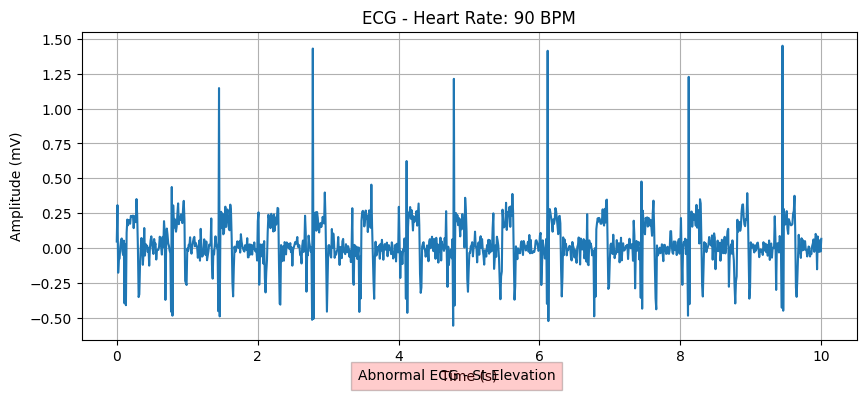 ECG - Heart Rate: 90 BPM
1.50
1.25
1.00
0.75
0.50
0.25
0.00
−0.25
−0.50
Amplitude (mV)
0 2 4 6 8 10
Time (s)
Abnormal ECG - St Elevation